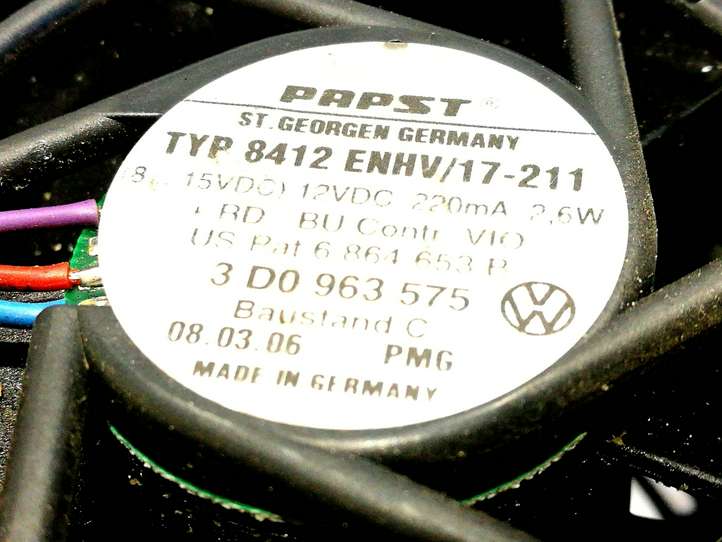 PAPST ®
ST. GEORGEN GERMANY
TYP 8412 ENHV/17-211
(8... 15VDC) 12VDC 220mA 2,6W
RD BU Contr. VIO
US Pat 6 864 653 B
3 D0 963 575
Baustand C
08.03.06 PMG
MADE IN GERMANY